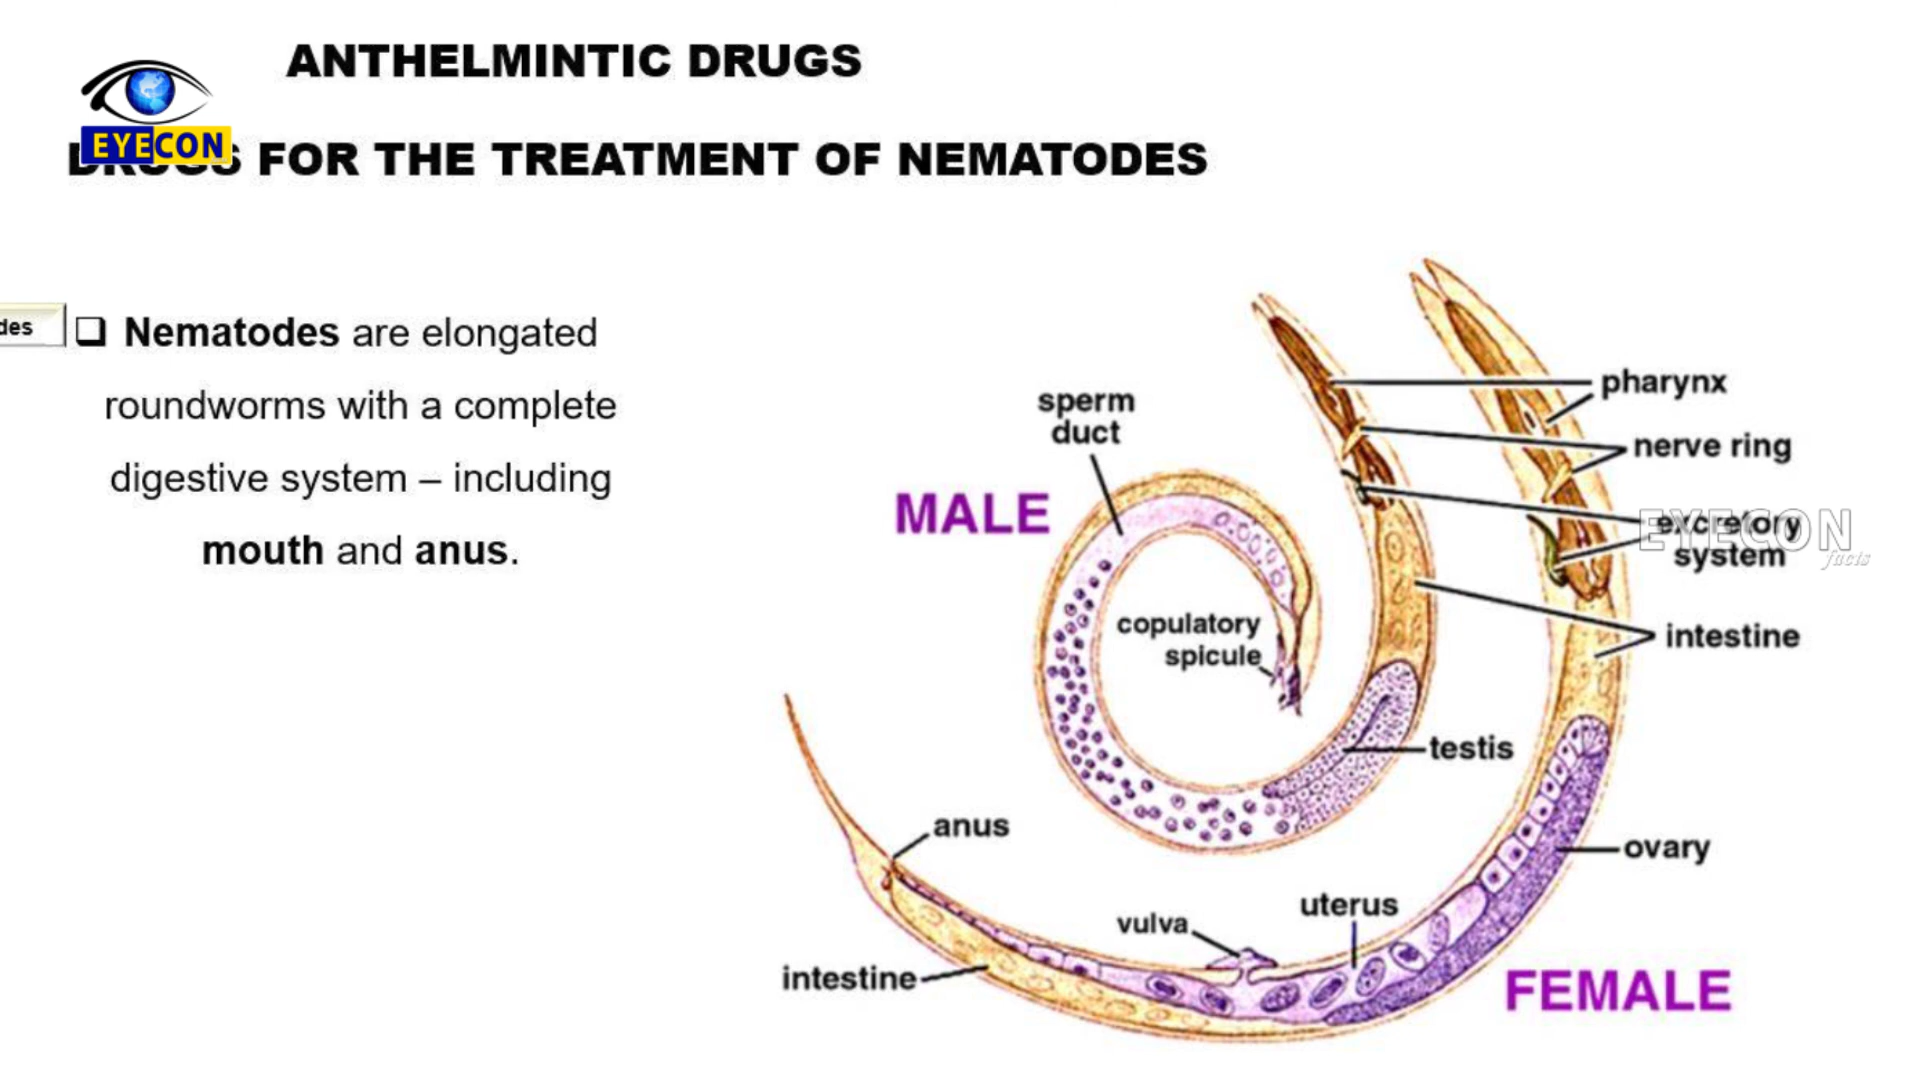 ANTHELMINTIC DRUGS
EYECON
DRUGS FOR THE TREATMENT OF NEMATODES
des
❑ Nematodes are elongated
roundworms with a complete
digestive system – including
mouth and anus.
MALE
sperm
duct
copulatory
spicule
pharynx
nerve ring
excretory
system
EYECON
facts
intestine
testis
ovary
anus
vulva
uterus
intestine
FEMALE